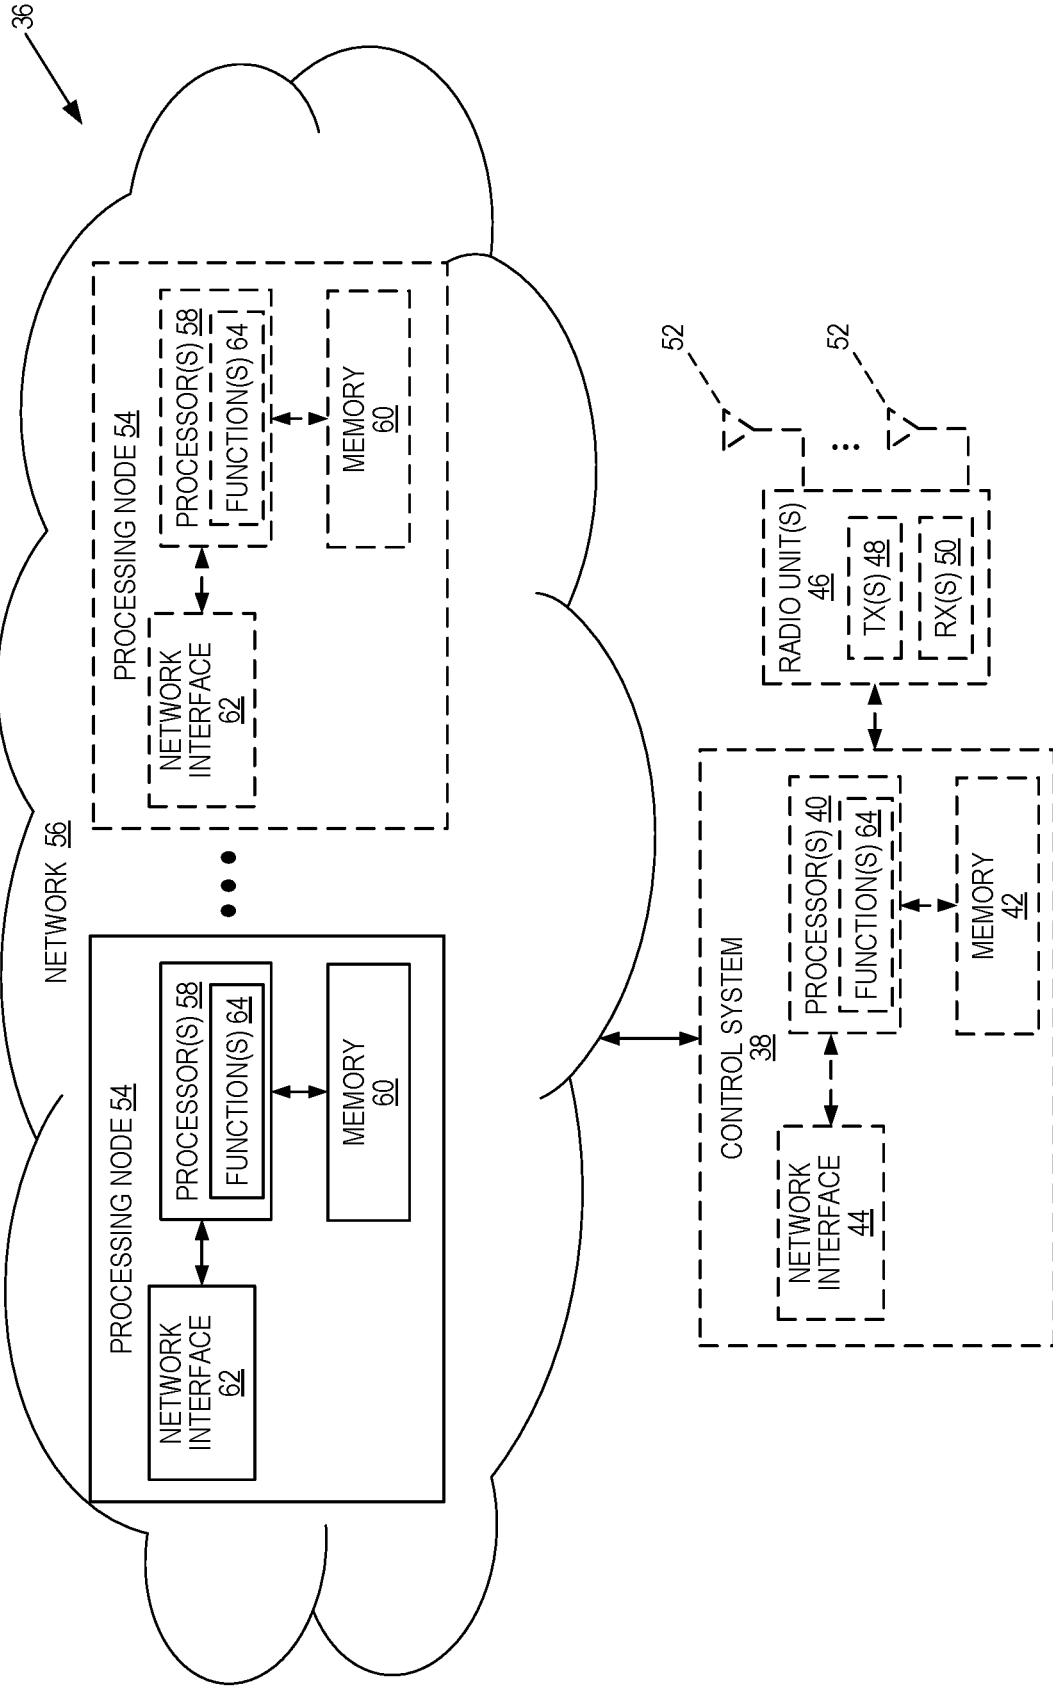 36
NETWORK 56
PROCESSING NODE 54
NETWORK
INTERFACE
62
PROCESSOR(S) 58
FUNCTION(S) 64
MEMORY
60
PROCESSING NODE 54
NETWORK
INTERFACE
62
PROCESSOR(S) 58
FUNCTION(S) 64
MEMORY
60
CONTROL SYSTEM
38
NETWORK
INTERFACE
44
PROCESSOR(S) 40
FUNCTION(S) 64
MEMORY
42
RADIO UNIT(S)
46
TX(S) 48
RX(S) 50
52
52